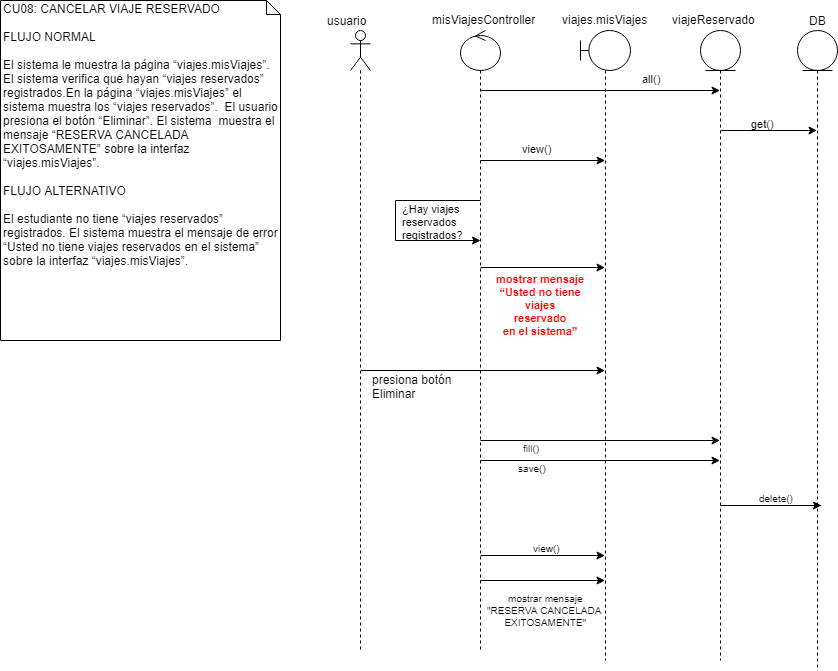 CU08: CANCELAR VIAJE RESERVADO
FLUJO NORMAL
El sistema le muestra la página “viajes.misViajes”.
El sistema verifica que hayan “viajes reservados”
registrados.En la página “viajes.misViajes” el
sistema muestra los “viajes reservados”.  El usuario
presiona el botón “Eliminar”. El sistema  muestra el
mensaje “RESERVA CANCELADA
EXITOSAMENTE” sobre la interfaz
“viajes.misViajes”.
FLUJO ALTERNATIVO
El estudiante no tiene “viajes reservados”
registrados. El sistema muestra el mensaje de error
“Usted no tiene viajes reservados en el sistema”
sobre la interfaz “viajes.misViajes”.
usuario
misViajesController
viajes.misViajes
viajeReservado
DB
all()
get()
view()
¿Hay viajes
reservados
registrados?
mostrar mensaje
“Usted no tiene
viajes
reservado
en el sistema”
presiona botón
Eliminar
fill()
save()
delete()
view()
mostrar mensaje
"RESERVA CANCELADA
EXITOSAMENTE"